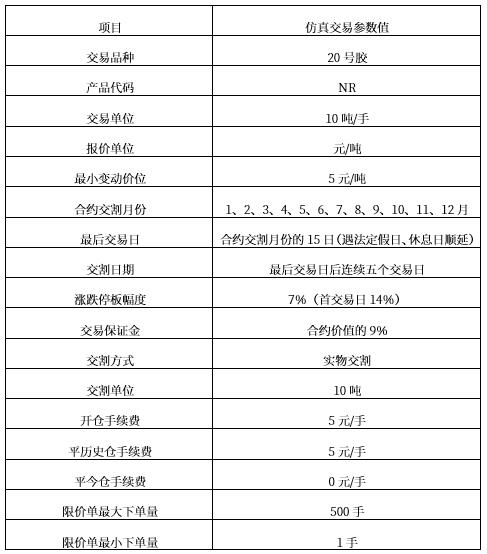 项目 仿真交易参数值
交易品种 20 号胶
产品代码 NR
交易单位 10 吨/手
报价单位 元/吨
最小变动价位 5 元/吨
合约交割月份 1、2、3、4、5、6、7、8、9、10、11、12 月
最后交易日 合约交割月份的 15 日（遇法定假日、休息日顺延）
交割日期 最后交易日后连续五个交易日
涨跌停板幅度 7%（首交易日 14%）
交易保证金 合约价值的 9%
交割方式 实物交割
交割单位 10 吨
开仓手续费 5 元/手
平历史仓手续费 5 元/手
平今仓手续费 0 元/手
限价单最大下单量 500 手
限价单最小下单量 1 手